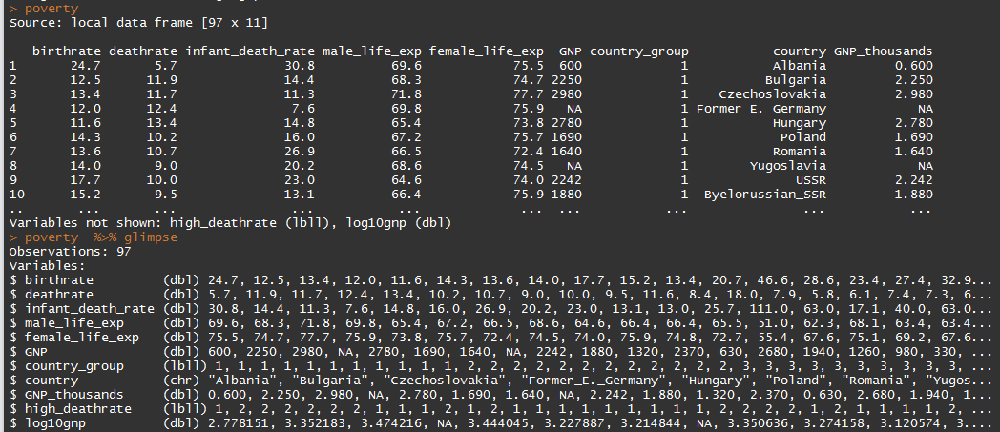 > poverty
Source: local data frame [97 x 11]
birthrate deathrate infant_death_rate male_life_exp female_life_exp GNP country_group country GNP_thousands
1 24.7 5.7 30.8 69.6 75.5 600 1 Albania 0.600
2 12.5 11.9 14.4 68.3 74.7 2250 1 Bulgaria 2.250
3 13.4 11.7 11.3 71.8 77.7 2980 1 Czechoslovakia 2.980
4 12.0 12.4 7.6 69.8 75.9 NA 1 Former_E._Germany NA
5 11.6 13.4 14.8 65.4 73.8 2780 1 Hungary 2.780
6 14.3 10.2 16.0 67.2 75.7 1690 1 Poland 1.690
7 13.6 10.7 26.9 66.5 72.4 1640 1 Romania 1.640
8 14.0 9.0 20.2 68.6 74.5 NA 1 Yugoslavia NA
9 17.7 10.0 23.0 64.6 74.0 2242 1 USSR 2.242
10 15.2 9.5 13.1 66.4 75.9 1880 1 Byelorussian_SSR 1.880
.. ... ... ... ... ... ... ... ... ...
Variables not shown: high_deathrate (lbll), log10gnp (dbl)
> poverty %>% glimpse
Observations: 97
Variables:
$ birthrate (dbl) 24.7, 12.5, 13.4, 12.0, 11.6, 14.3, 13.6, 14.0, 17.7, 15.2, 13.4, 20.7, 46.6, 28.6, 23.4, 27.4, 32.9...
$ deathrate (dbl) 5.7, 11.9, 11.7, 12.4, 13.4, 10.2, 10.7, 9.0, 10.0, 9.5, 11.6, 8.4, 18.0, 7.9, 5.8, 6.1, 7.4, 7.3, 6...
$ infant_death_rate (dbl) 30.8, 14.4, 11.3, 7.6, 14.8, 16.0, 26.9, 20.2, 23.0, 13.1, 13.0, 25.7, 111.0, 63.0, 17.1, 40.0, 63.0...
$ male_life_exp (dbl) 69.6, 68.3, 71.8, 69.8, 65.4, 67.2, 66.5, 68.6, 64.6, 66.4, 66.4, 65.5, 51.0, 62.3, 68.1, 63.4, 63.4...
$ female_life_exp (dbl) 75.5, 74.7, 77.7, 75.9, 73.8, 75.7, 72.4, 74.5, 74.0, 75.9, 74.8, 72.7, 55.4, 67.6, 75.1, 69.2, 67.6...
$ GNP (dbl) 600, 2250, 2980, NA, 2780, 1690, 1640, NA, 2242, 1880, 1320, 2370, 630, 2680, 1940, 1260, 980, 330, ...
$ country_group (lbll) 1, 1, 1, 1, 1, 1, 1, 1, 1, 1, 1, 2, 2, 2, 2, 2, 2, 2, 2, 2, 2, 2, 2, 3, 3, 3, 3, 3, 3, 3, 3, 3, ...
$ country (chr) "Albania", "Bulgaria", "Czechoslovakia", "Former_E._Germany", "Hungary", "Poland", "Romania", "Yugos...
$ GNP_thousands (dbl) 0.600, 2.250, 2.980, NA, 2.780, 1.690, 1.640, NA, 2.242, 1.880, 1.320, 2.370, 0.630, 2.680, 1.940, 1...
$ high_deathrate (lbll) 1, 2, 2, 2, 2, 2, 2, 1, 1, 1, 2, 1, 2, 1, 1, 1, 1, 1, 1, 1, 1, 1, 2, 2, 2, 2, 1, 2, 1, 1, 1, 1, 2, ...
$ log10gnp (dbl) 2.778151, 3.352183, 3.474216, NA, 3.444045, 3.227887, 3.214844, NA, 3.350636, 3.274158, 3.120574, 3....